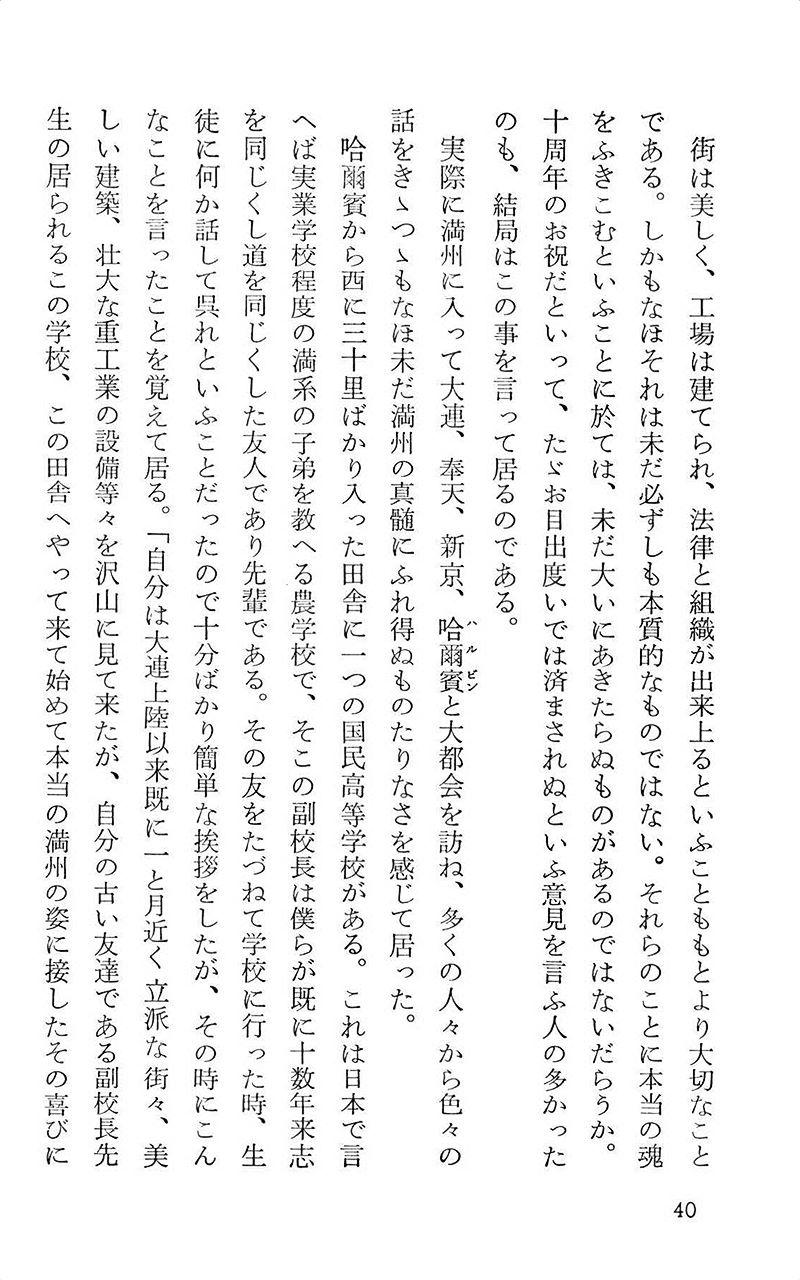 街は美しく、工場は建てられ、法律と組織が出来上るといふことももとより大切なこと
である。しかもなほそれは未だ必ずしも本質的なものではない。それらのことに本当の魂
をふきこむといふことに於ては、未だ大いにあきたらぬものがあるのではないだらうか。
十周年のお祝だといって、たゞお目出度いでは済まされぬといふ意見を言ふ人の多かった
のも、結局はこの事を言って居るのである。
実際に満州に入って大連、奉天、新京、哈爾賓と大都会を訪ね、多くの人々から色々の
ハルビン
話をきゝつゝもなほ未だ満州の真髄にふれ得ぬものたりなさを感じて居った。
哈爾賓から西に三十里ばかり入った田舎に一つの国民高等学校がある。これは日本で言
へば実業学校程度の満系の子弟を教へる農学校で、そこの副校長は僕らが既に十数年来志
を同じくし道を同じくした友人であり先輩である。その友をたづねて学校に行った時、生
徒に何か話して呉れといふことだったので十分ばかり簡単な挨拶をしたが、その時にこん
なことを言ったことを覚えて居る。「自分は大連上陸以来既に一と月近く立派な街々、美
しい建築、壮大な重工業の設備等々を沢山に見て来たが、自分の古い友達である副校長先
生の居られるこの学校、この田舎へやって来て始めて本当の満州の姿に接したその喜びに
40